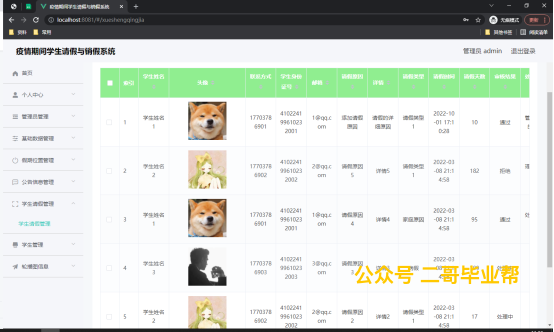 疫情期间学生请假与销假系统
localhost:8081/#/xueshengqingjia
无痕模式
更新
资料
常用
其他书签
阅读清单
疫情期间学生请假与销假系统
管理员 admin
退出登录
首页
个人中心
管理员管理
基础数据管理
假期位置管理
公告信息管理
学生请假管理
学生请假管理
学生管理
轮播图信息
索引 学生姓名 头像 联系方式 学生身份证号 邮箱 请假原因 详情 请假类型 请假时间 请假天数 审核结果
1 学生姓名1 17703786901 410224199610232001 1@qq.com 添加请假原因 请假的详细原因 请假类型1 2022-10-01 17:10:28 10 通过
2 学生姓名2 17703786902 410224199610232002 2@qq.com 请假原因5 详情5 请假类型1 2022-03-08 21:14:58 182 拒绝
3 学生姓名1 17703786901 410224199610232001 1@qq.com 请假原因4 详情4 家庭原因 2022-03-08 21:14:58 95 通过
4 学生姓名3 17703786903 410224199610232003 3@qq.com 2022-03-08 21:14:58
5 学生姓名2 17703786902 410224199610232002 2@qq.com 请假原因2 详情2 请假类型1 2022-03-08 21:14:58 17 处理中
公众号 二哥毕业帮